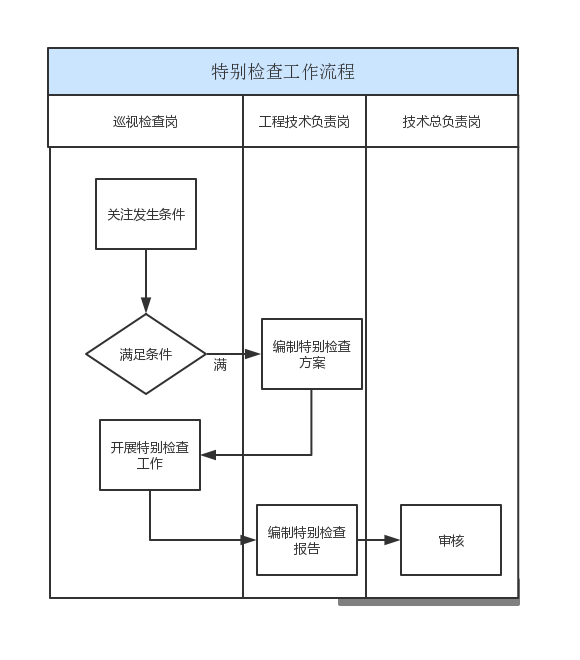 特别检查工作流程
巡视检查岗
工程技术负责岗
技术总负责岗
关注发生条件
满足条件
满
编制特别检查
方案
开展特别检查
工作
编制特别检查
报告
审核